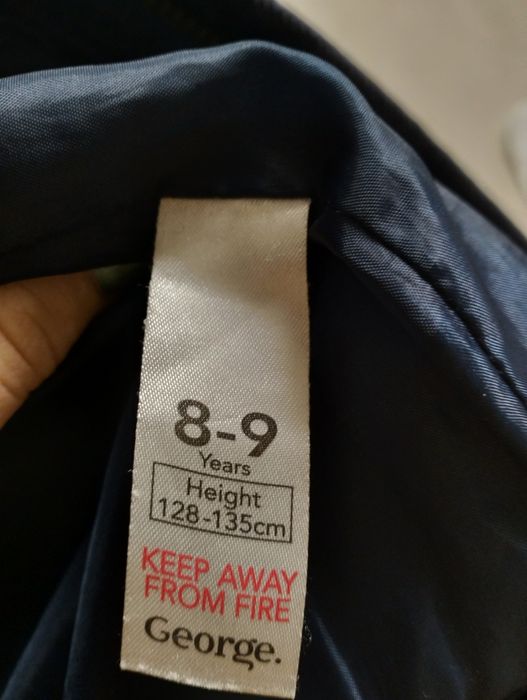 8-9
Years
Height
128-135cm
KEEP AWAY
FROM FIRE
George.